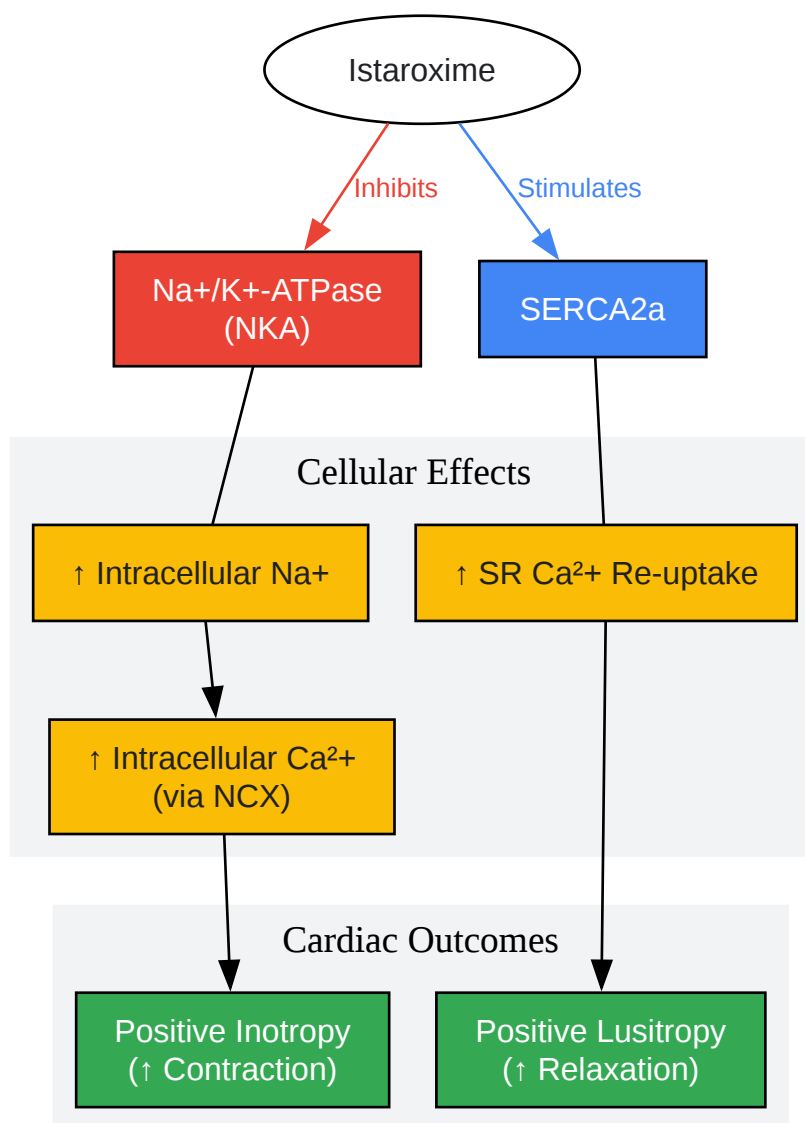 Istaroxime
Inhibits
Stimulates
Na+/K+-ATPase
(NKA)
SERCA2a
Cellular Effects
↑ Intracellular Na+
↑ SR Ca²+ Re-uptake
↑ Intracellular Ca²+
(via NCX)
Cardiac Outcomes
Positive Inotropy
(↑ Contraction)
Positive Lusitropy
(↑ Relaxation)